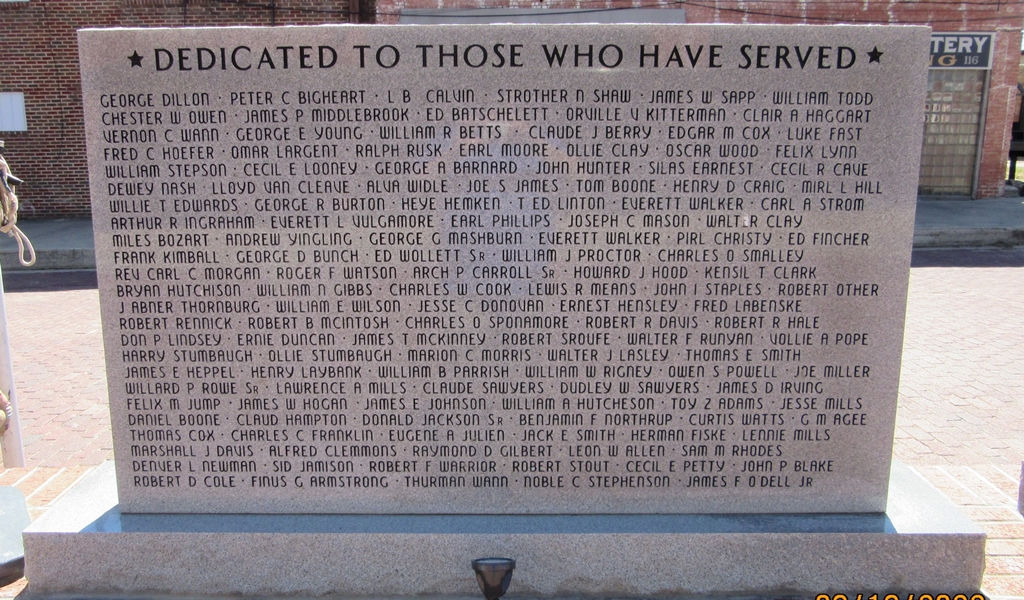 ★ DEDICATED TO THOSE WHO HAVE SERVED ★
GEORGE DILLON · PETER C BIGHEART · L B CALVIN · STROTHER N SHAW · JAMES W SAPP · WILLIAM TODD
CHESTER W OWEN · JAMES P MIDDLEBROOK · ED BATSCHELETT · ORVILLE V KITTERMAN · CLAIR A HAGGART
VERNON C WANN · GEORGE E YOUNG · WILLIAM R BETTS · CLAUDE J BERRY · EDGAR M COX · LUKE FAST
FRED C HOEFER · OMAR LARGENT · RALPH RUSK · EARL MOORE · OLLIE CLAY · OSCAR WOOD · FELIX LYNN
WILLIAM STEPSON · CECIL E LOONEY · GEORGE A BARNARD · JOHN HUNTER · SILAS EARNEST · CECIL R CAVE
DEWEY NASH · LLOYD VAN CLEAVE · ALVA WIDLE · JOE S JAMES · TOM BOONE · HENRY D CRAIG · MIRL L HILL
WILLIE T EDWARDS · GEORGE R BURTON · HEYE HEMKEN · T ED LINTON · EVERETT WALKER · CARL A STROM
ARTHUR R INGRAHAM · EVERETT L VULGAMORE · EARL PHILLIPS · JOSEPH C MASON · WALTER CLAY
MILES BOZART · ANDREW YINGLING · GEORGE G MASHBURN · EVERETT WALKER · PIRL CHRISTY · ED FINCHER
FRANK KIMBALL · GEORGE D BUNCH · ED WOLLETT SR · WILLIAM J PROCTOR · CHARLES O SMALLEY
REV CARL C MORGAN · ROGER F WATSON · ARCH P CARROLL SR · HOWARD J HOOD · KENSIL T CLARK
BRYAN HUTCHISON · WILLIAM N GIBBS · CHARLES W COOK · LEWIS R MEANS · JOHN I STAPLES · ROBERT OTHER
J ABNER THORNBURG · WILLIAM E WILSON · JESSE C DONOVAN · ERNEST HENSLEY · FRED LABENSKE
ROBERT RENNICK · ROBERT B MCINTOSH · CHARLES O SPONAMORE · ROBERT R DAVIS · ROBERT R HALE
DON P LINDSEY · ERNIE DUNCAN · JAMES T MCKINNEY · ROBERT SROUFE · WALTER F RUNYAN · VOLLIE A POPE
HARRY STUMBAUGH · OLLIE STUMBAUGH · MARION C MORRIS · WALTER J LASLEY · THOMAS E SMITH
JAMES E HEPPEL · HENRY LAYBANK · WILLIAM B PARRISH · WILLIAM W RIGNEY · OWEN S POWELL · JOE MILLER
WILLARD P ROWE SR · LAWRENCE A MILLS · CLAUDE SAWYERS · DUDLEY W SAWYERS · JAMES D IRVING
FELIX M JUMP · JAMES W HOGAN · JAMES E JOHNSON · WILLIAM A HUTCHESON · TOY Z ADAMS · JESSE MILLS
DANIEL BOONE · CLAUD HAMPTON · DONALD JACKSON SR · BENJAMIN F NORTHRUP · CURTIS WATTS · G M AGEE
THOMAS COX · CHARLES C FRANKLIN · EUGENE A JULIEN · JACK E SMITH · HERMAN FISKE · LENNIE MILLS
MARSHALL J DAVIS · ALFRED CLEMMONS · RAYMOND D GILBERT · LEON W ALLEN · SAM M RHODES
DENVER L NEWMAN · SID JAMISON · ROBERT F WARRIOR · ROBERT STOUT · CECIL E PETTY · JOHN P BLAKE
ROBERT D COLE · FINUS G ARMSTRONG · THURMAN WANN · NOBLE C STEPHENSON · JAMES F O'DELL JR
TERY
G 116